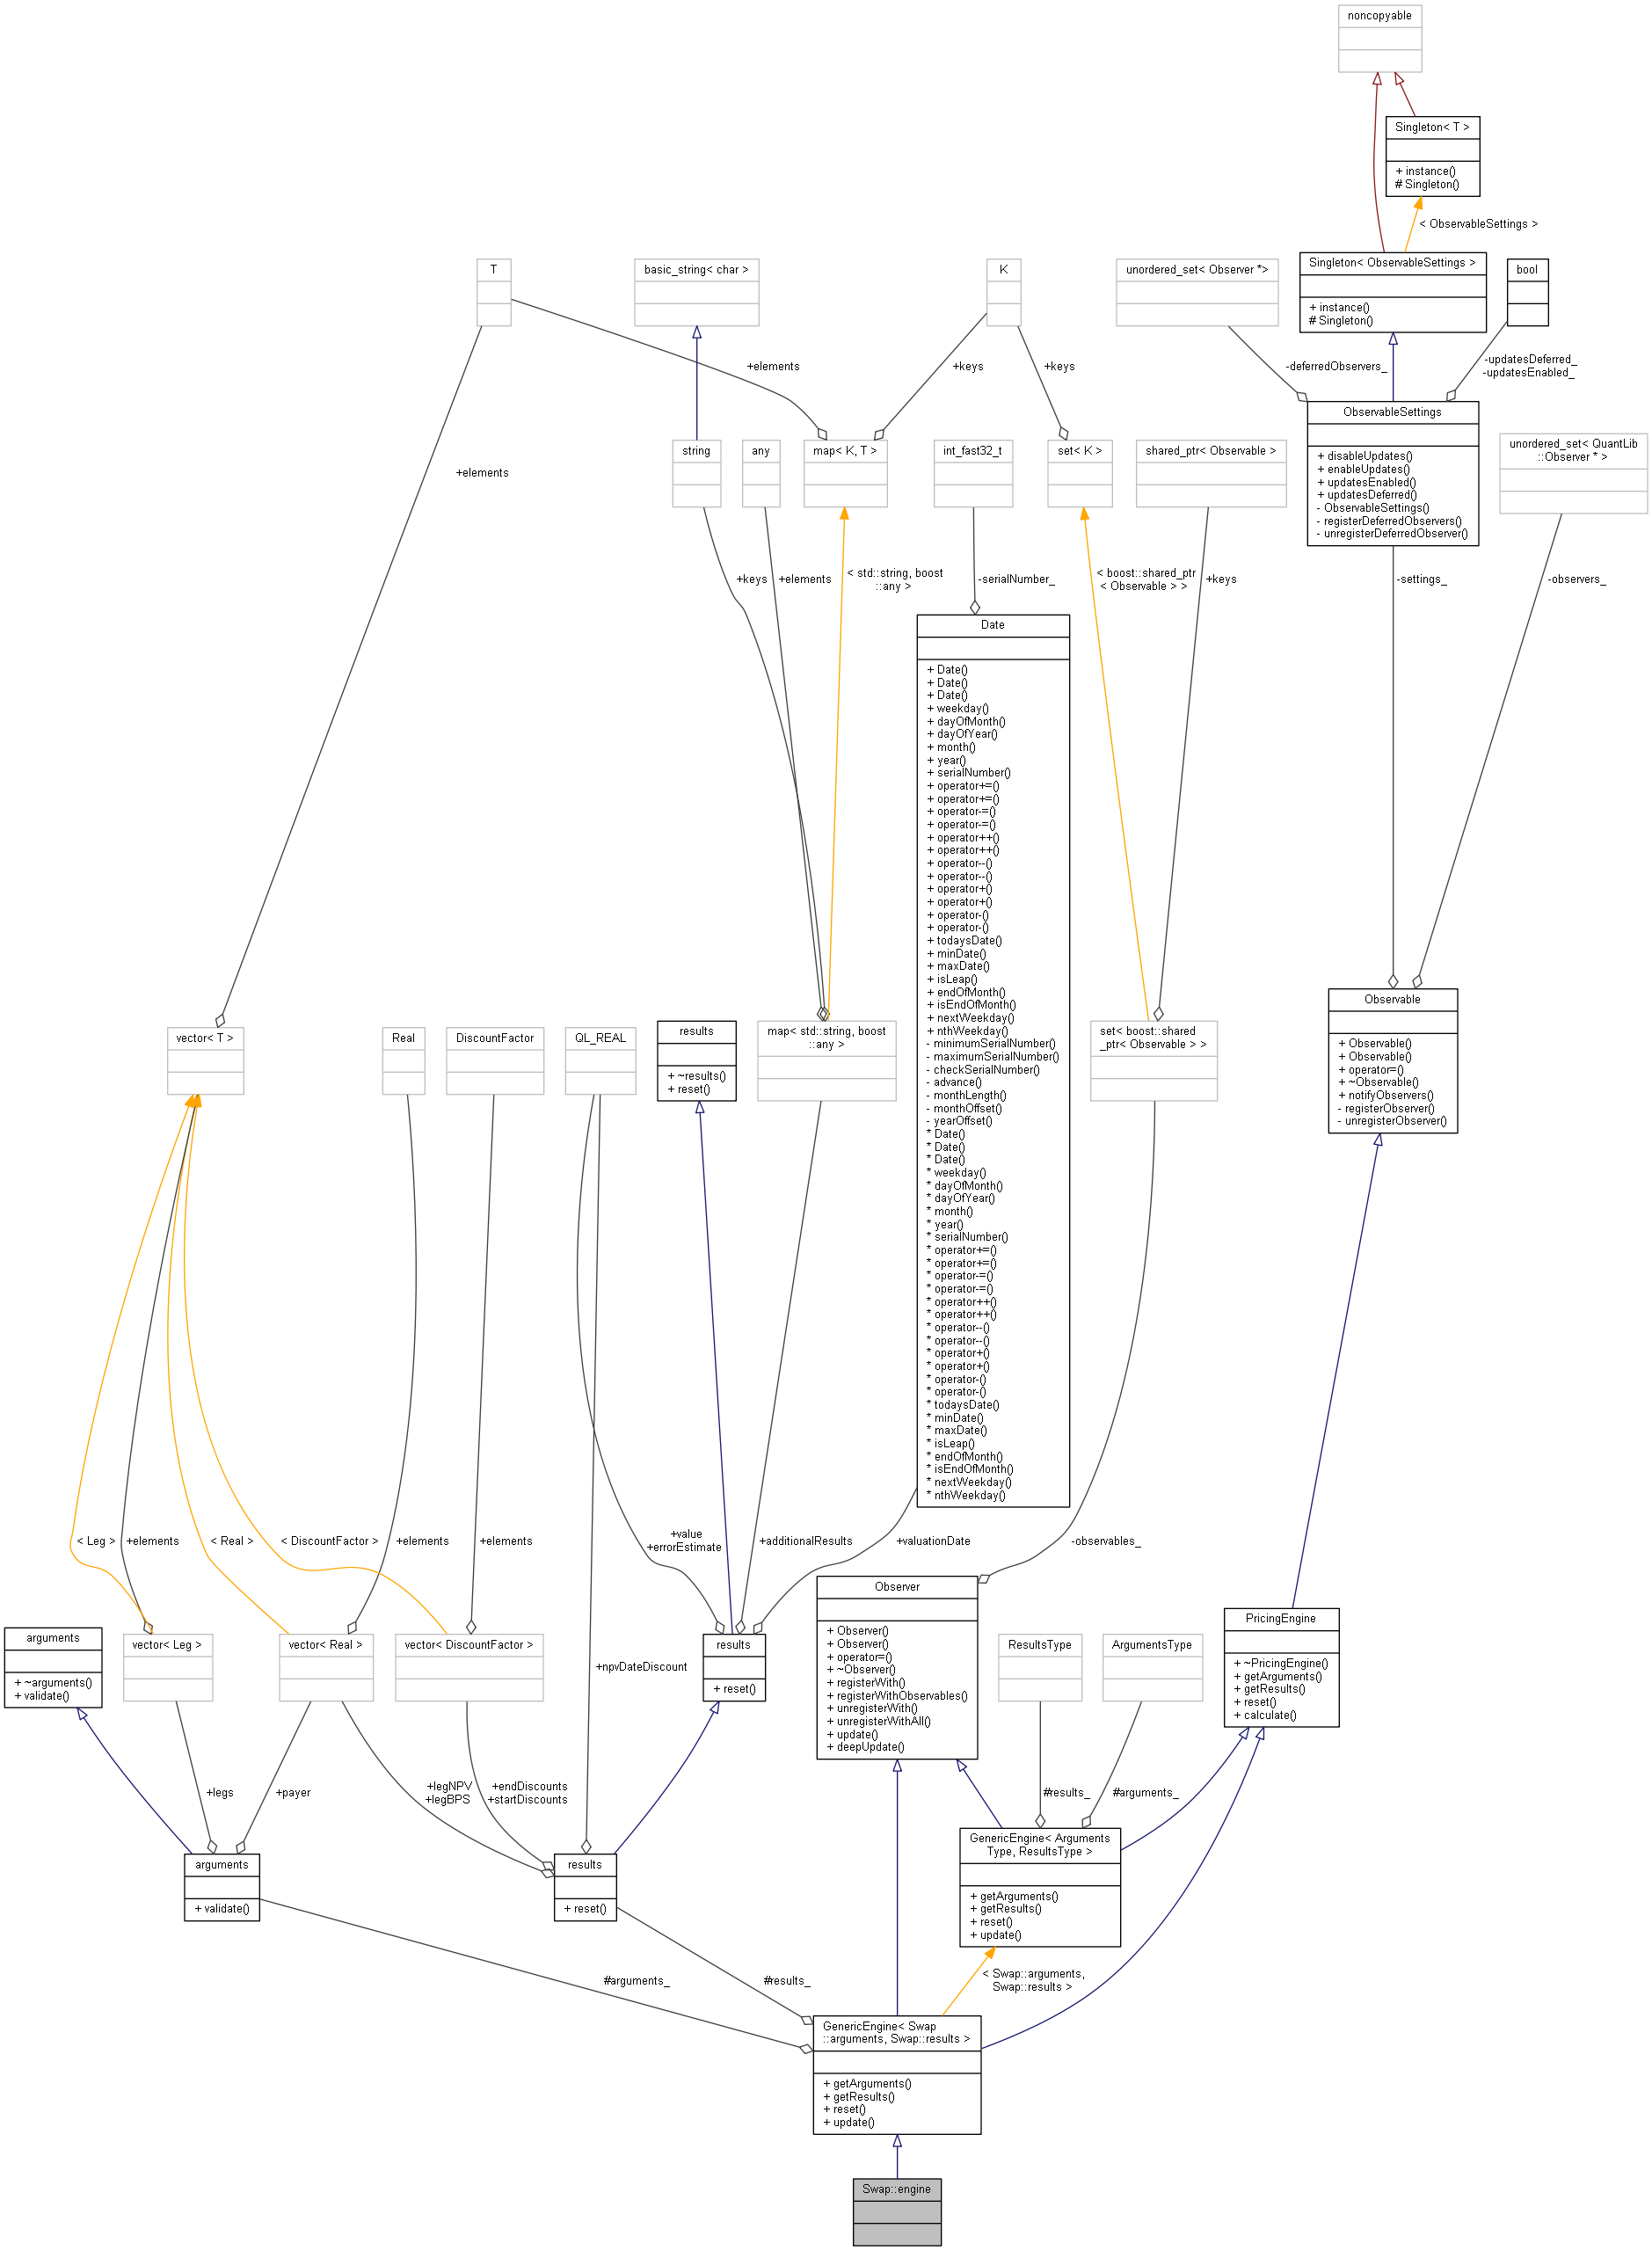 noncopyable
Singleton< T >
+ instance()
# Singleton()
< ObservableSettings >
T
basic_string< char >
K
unordered_set< Observer *>
Singleton< ObservableSettings >
+ instance()
# Singleton()
bool
+elements
+keys
+keys
-deferredObservers_
-updatesDeferred_
-updatesEnabled_
+elements
string
any
map< K, T >
int_fast32_t
set< K >
shared_ptr< Observable >
ObservableSettings
+ disableUpdates()
+ enableUpdates()
+ updatesEnabled()
+ updatesDeferred()
- ObservableSettings()
- registerDeferredObservers()
- unregisterDeferredObserver()
unordered_set< QuantLib
::Observer * >
+keys
+elements
< std::string, boost
::any >
-serialNumber_
< boost::shared_ptr
< Observable > >
+keys
-settings_
-observers_
Date
+ Date()
+ Date()
+ Date()
+ weekday()
+ dayOfMonth()
+ dayOfYear()
+ month()
+ year()
+ serialNumber()
+ operator+=()
+ operator+=()
+ operator-=()
+ operator-=()
+ operator++()
+ operator++()
+ operator--()
+ operator--()
+ operator+()
+ operator+()
+ operator-()
+ operator-()
+ todaysDate()
+ minDate()
+ maxDate()
+ isLeap()
+ endOfMonth()
+ isEndOfMonth()
+ nextWeekday()
+ nthWeekday()
- minimumSerialNumber()
- maximumSerialNumber()
- checkSerialNumber()
- advance()
- monthLength()
- monthOffset()
- yearOffset()
* Date()
* Date()
* Date()
* weekday()
* dayOfMonth()
* dayOfYear()
* month()
* year()
* serialNumber()
* operator+=()
* operator+=()
* operator-=()
* operator-=()
* operator++()
* operator++()
* operator--()
* operator--()
* operator+()
* operator+()
* operator-()
* operator-()
* todaysDate()
* minDate()
* maxDate()
* isLeap()
* endOfMonth()
* isEndOfMonth()
* nextWeekday()
* nthWeekday()
vector< T >
Real
DiscountFactor
QL_REAL
results
+ ~results()
+ reset()
map< std::string, boost
::any >
set< boost::shared
_ptr< Observable > >
Observable
+ Observable()
+ Observable()
+ operator=()
+ ~Observable()
+ notifyObservers()
- registerObserver()
- unregisterObserver()
< Leg >
+elements
< Real >
< DiscountFactor >
+elements
+elements
+value
+errorEstimate
+additionalResults
+valuationDate
-observables_
arguments
+ ~arguments()
+ validate()
vector< Leg >
vector< Real >
vector< DiscountFactor >
+npvDateDiscount
results
+ reset()
Observer
+ Observer()
+ Observer()
+ operator=()
+ ~Observer()
+ registerWith()
+ registerWithObservables()
+ unregisterWith()
+ unregisterWithAll()
+ update()
+ deepUpdate()
ResultsType
ArgumentsType
PricingEngine
+ ~PricingEngine()
+ getArguments()
+ getResults()
+ reset()
+ calculate()
+legs
+payer
+legNPV
+legBPS
+endDiscounts
+startDiscounts
#results_
#arguments_
arguments
+ validate()
results
+ reset()
GenericEngine< Arguments
Type, ResultsType >
+ getArguments()
+ getResults()
+ reset()
+ update()
#arguments_
#results_
< Swap::arguments,
Swap::results >
GenericEngine< Swap
::arguments, Swap::results >
+ getArguments()
+ getResults()
+ reset()
+ update()
Swap::engine